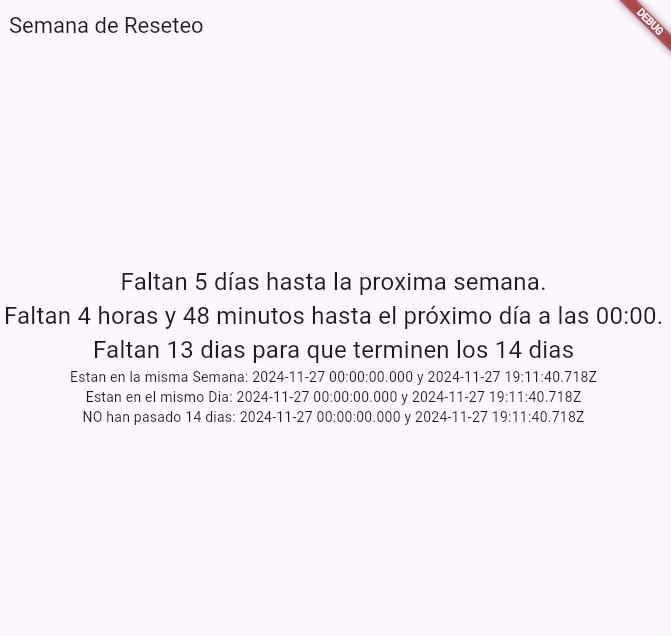 Semana de Reseteo
DEBUG
Faltan 5 días hasta la proxima semana.
Faltan 4 horas y 48 minutos hasta el próximo día a las 00:00.
Faltan 13 dias para que terminen los 14 dias
Estan en la misma Semana: 2024-11-27 00:00:00.000 y 2024-11-27 19:11:40.718Z
Estan en el mismo Dia: 2024-11-27 00:00:00.000 y 2024-11-27 19:11:40.718Z
NO han pasado 14 dias: 2024-11-27 00:00:00.000 y 2024-11-27 19:11:40.718Z